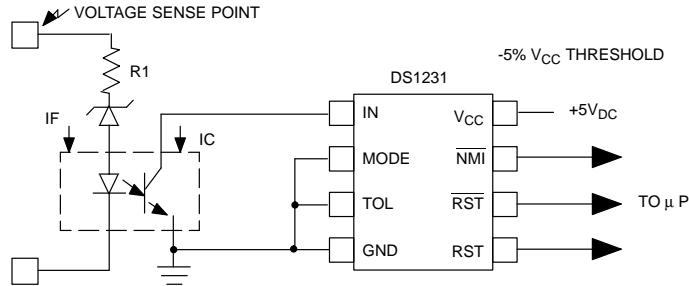 VOLTAGE SENSE POINT
-5% VCC THRESHOLD
R1
DS1231
IF
IC
IN
VCC
+5VDC
MODE
NMI
TOL
RST
TO μ P
GND
RST